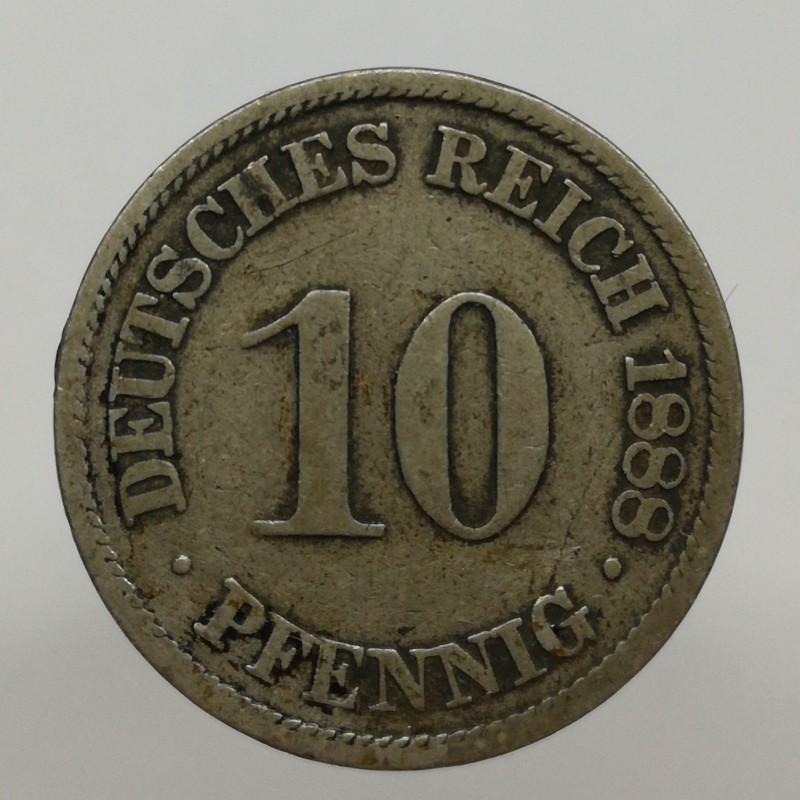 DEUTSCHES REICH 1888
10
PFENNIG